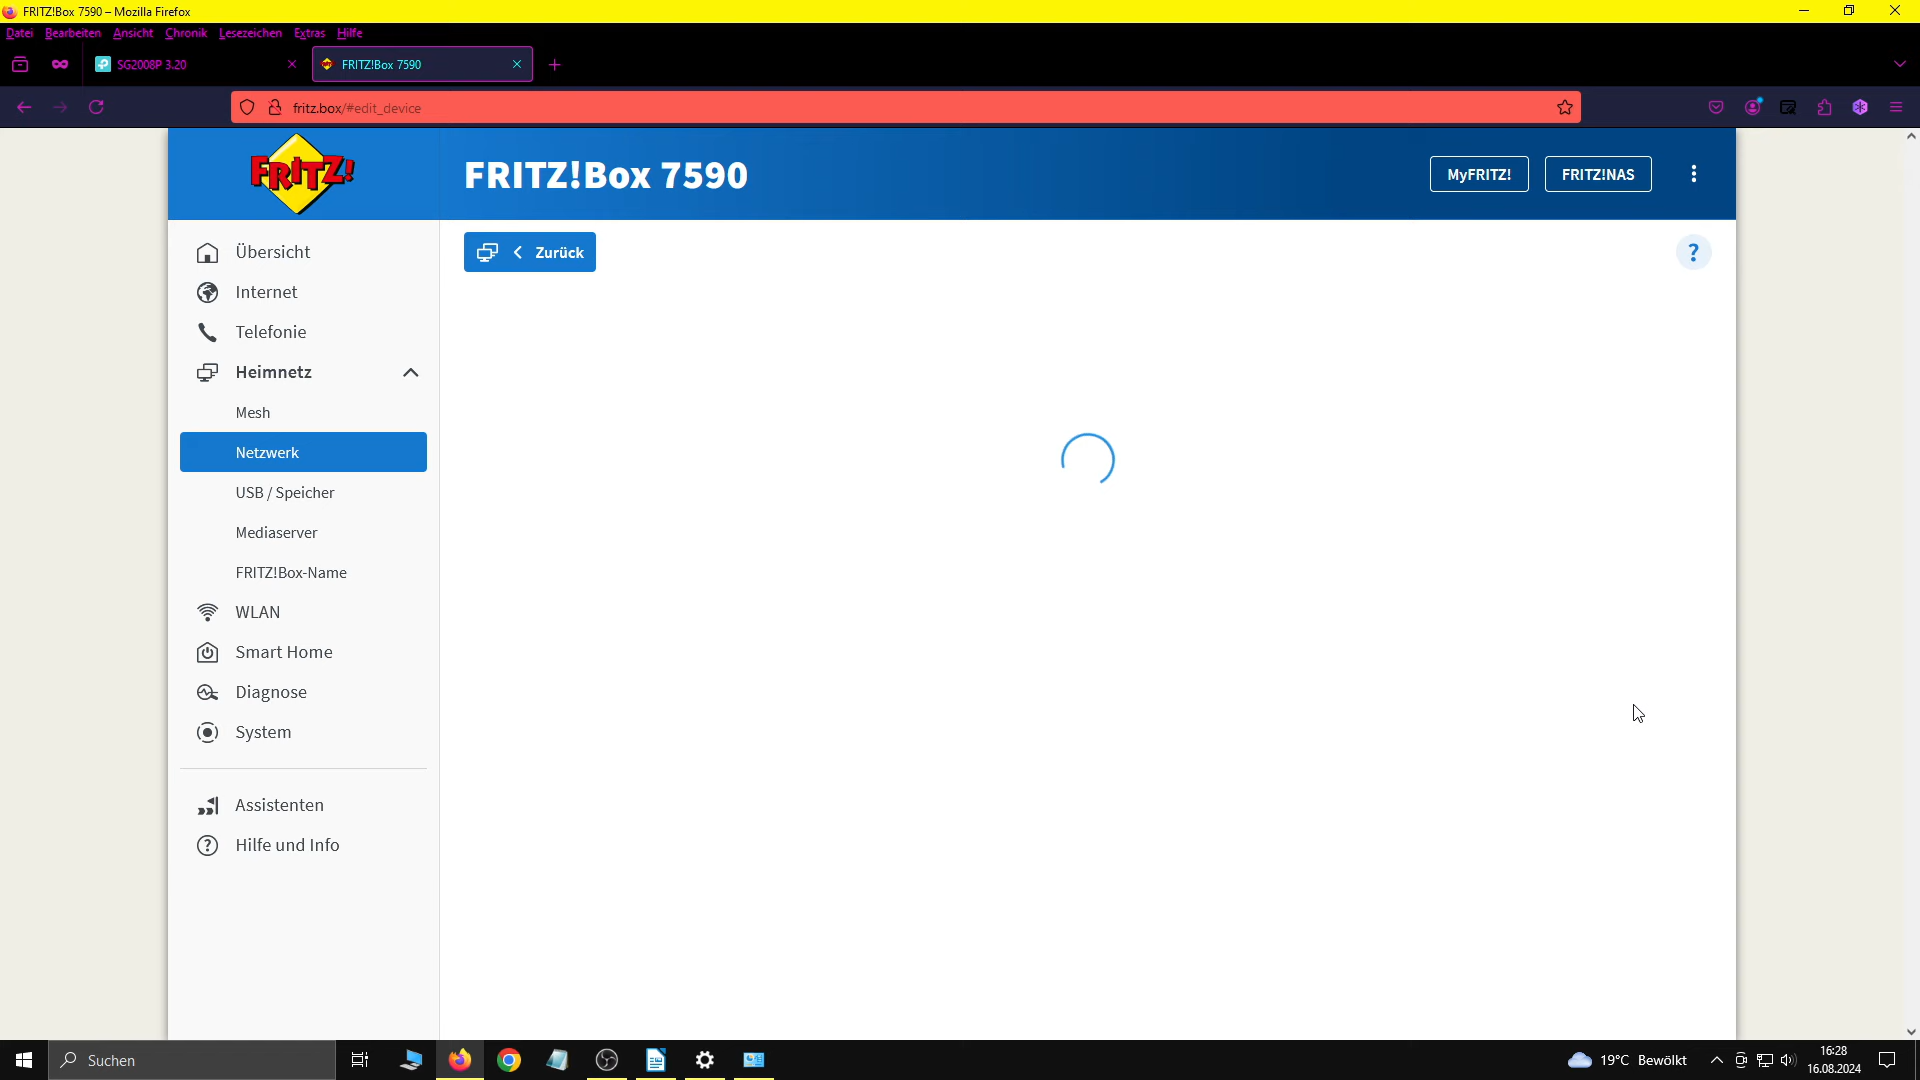 FRITZ!Box 7590 – Mozilla Firefox
Datei Bearbeiten Ansicht Chronik Lesezeichen Extras Hilfe
SG2008P 3.20
FRITZ!Box 7590
fritz.box/#edit_device
FRITZ!
FRITZ!Box 7590
MyFRITZ!
FRITZ!NAS
Zurück
?
Übersicht
Internet
Telefonie
Heimnetz
Mesh
Netzwerk
USB / Speicher
Mediaserver
FRITZ!Box-Name
WLAN
Smart Home
Diagnose
System
Assistenten
Hilfe und Info
Suchen
19°C Bewölkt
16:28
16.08.2024